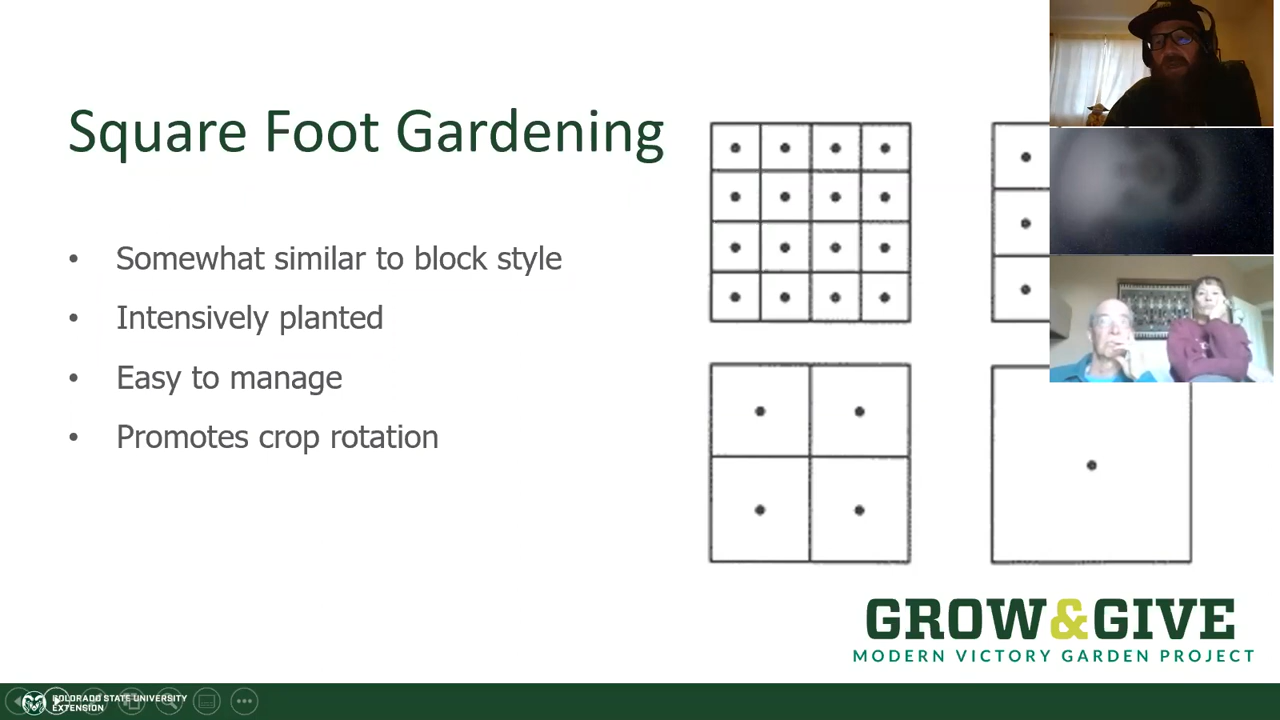 Square Foot Gardening
• Somewhat similar to block style
• Intensively planted
• Easy to manage
• Promotes crop rotation
GROW&GIVE
MODERN VICTORY GARDEN PROJECT
COLORADO STATE UNIVERSITY
EXTENSION